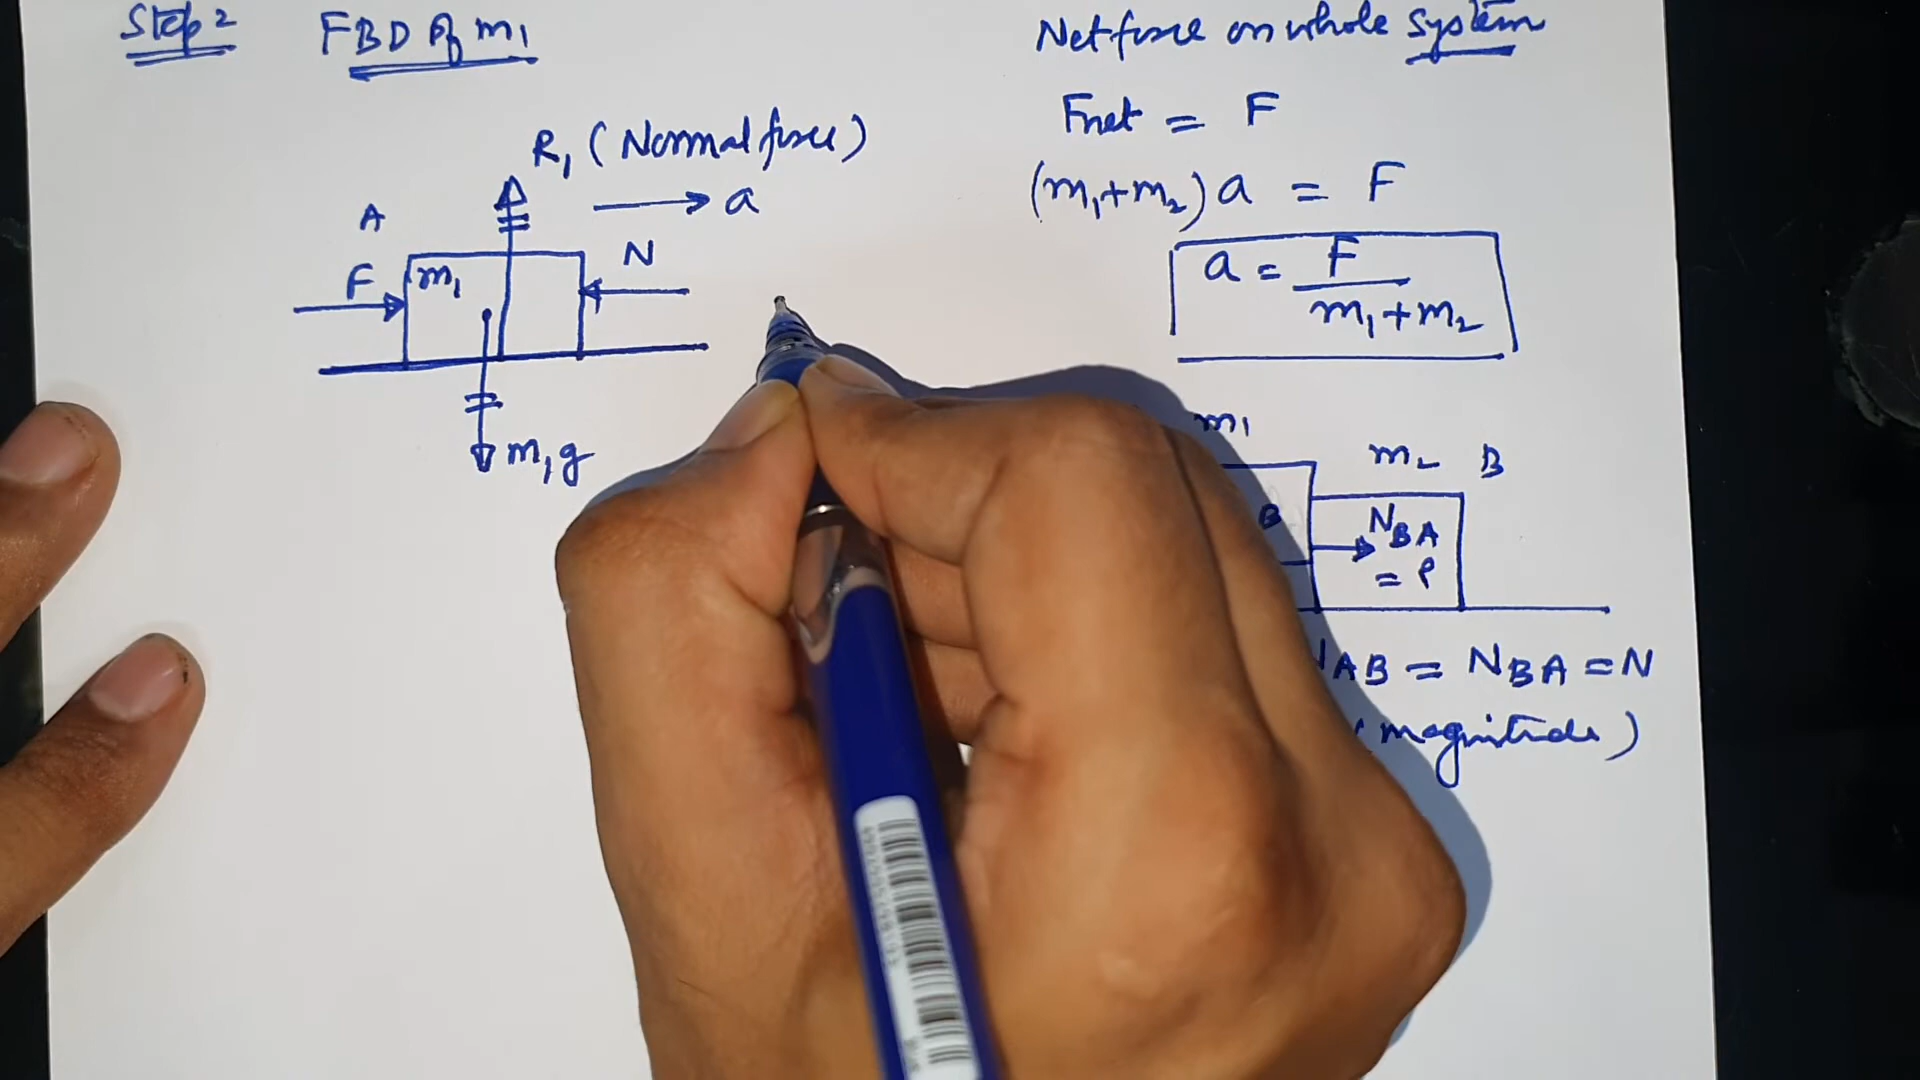 Step 2 FBD of m1
R1 (Normal force)
→ a
A
F m1 N
m1g
Net force on whole system
Fnet = F
(m1+m2) a = F
a = F
m1+m2
m1
m2 B
B NBA
= P
AB = NBA = N
(magnitude)